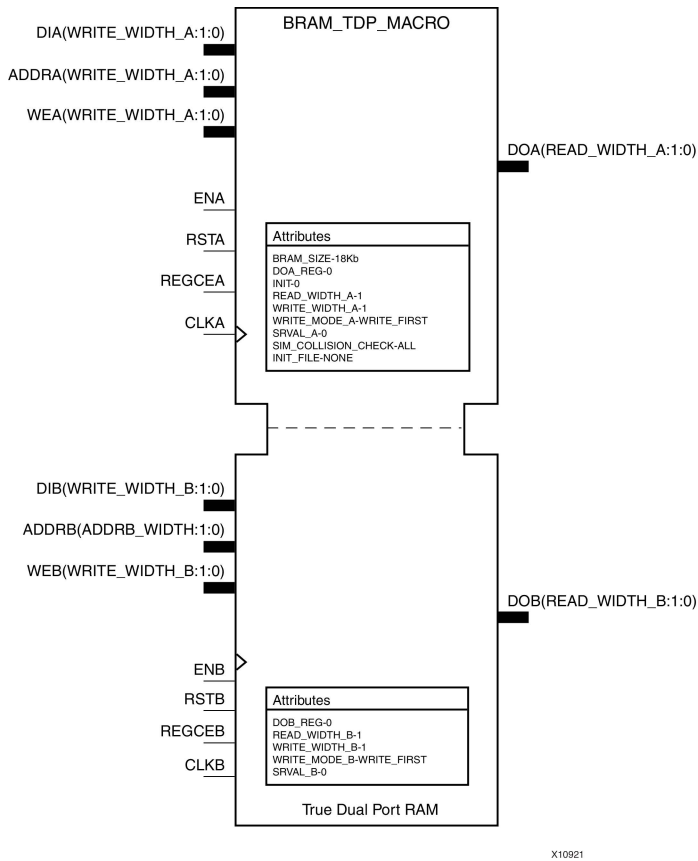 BRAM_TDP_MACRO
DIA(WRITE_WIDTH_A:1:0)
ADDRA(WRITE_WIDTH_A:1:0)
WEA(WRITE_WIDTH_A:1:0)
DOA(READ_WIDTH_A:1:0)
ENA
RSTA
REGCEA
CLKA
Attributes
BRAM_SIZE-18Kb
DOA_REG-0
INIT-0
READ_WIDTH_A-1
WRITE_WIDTH_A-1
WRITE_MODE_A-WRITE_FIRST
SRVAL_A-0
SIM_COLLISION_CHECK-ALL
INIT_FILE-NONE
DIB(WRITE_WIDTH_B:1:0)
ADDRB(ADDRB_WIDTH:1:0)
WEB(WRITE_WIDTH_B:1:0)
DOB(READ_WIDTH_B:1:0)
ENB
RSTB
REGCEB
CLKB
Attributes
DOB_REG-0
READ_WIDTH_B-1
WRITE_WIDTH_B-1
WRITE_MODE_B-WRITE_FIRST
SRVAL_B-0
True Dual Port RAM
X10921